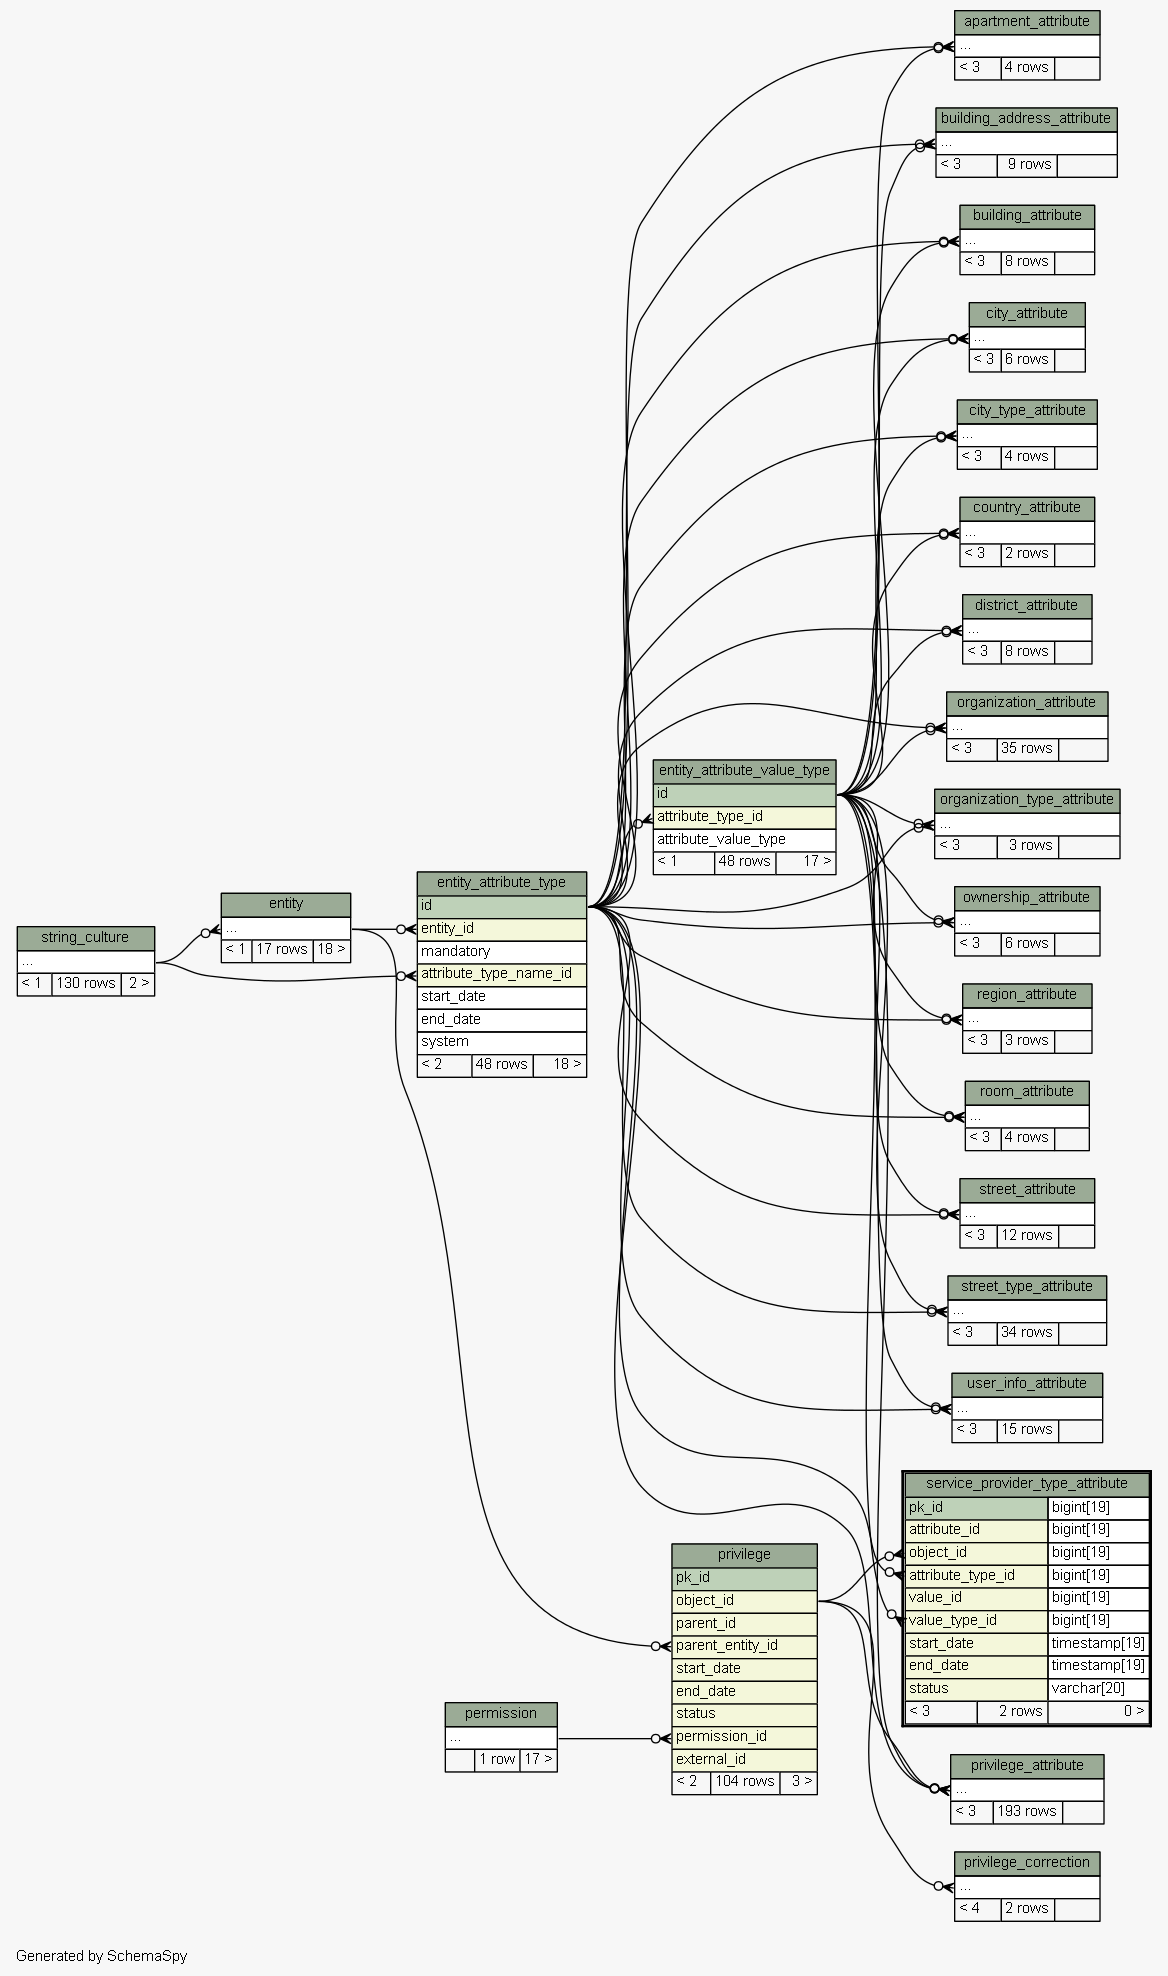 apartment_attribute
...
< 3 4 rows
building_address_attribute
...
< 3 9 rows
building_attribute
...
< 3 8 rows
city_attribute
...
< 3 6 rows
city_type_attribute
...
< 3 4 rows
country_attribute
...
< 3 2 rows
district_attribute
...
< 3 8 rows
organization_attribute
...
< 3 35 rows
entity_attribute_value_type
id
attribute_type_id
attribute_value_type
< 1 48 rows 17 >
organization_type_attribute
...
< 3 3 rows
entity_attribute_type
id
entity_id
mandatory
attribute_type_name_id
start_date
end_date
system
< 2 48 rows 18 >
entity
...
< 1 17 rows 18 >
string_culture
...
< 1 130 rows 2 >
ownership_attribute
...
< 3 6 rows
region_attribute
...
< 3 3 rows
room_attribute
...
< 3 4 rows
street_attribute
...
< 3 12 rows
street_type_attribute
...
< 3 34 rows
user_info_attribute
...
< 3 15 rows
service_provider_type_attribute
pk_id bigint[19]
attribute_id bigint[19]
object_id bigint[19]
attribute_type_id bigint[19]
value_id bigint[19]
value_type_id bigint[19]
start_date timestamp[19]
end_date timestamp[19]
status varchar[20]
< 3 2 rows 0 >
privilege
pk_id
object_id
parent_id
parent_entity_id
start_date
end_date
status
permission_id
external_id
< 2 104 rows 3 >
permission
...
1 row 17 >
privilege_attribute
...
< 3 193 rows
privilege_correction
...
< 4 2 rows
Generated by SchemaSpy